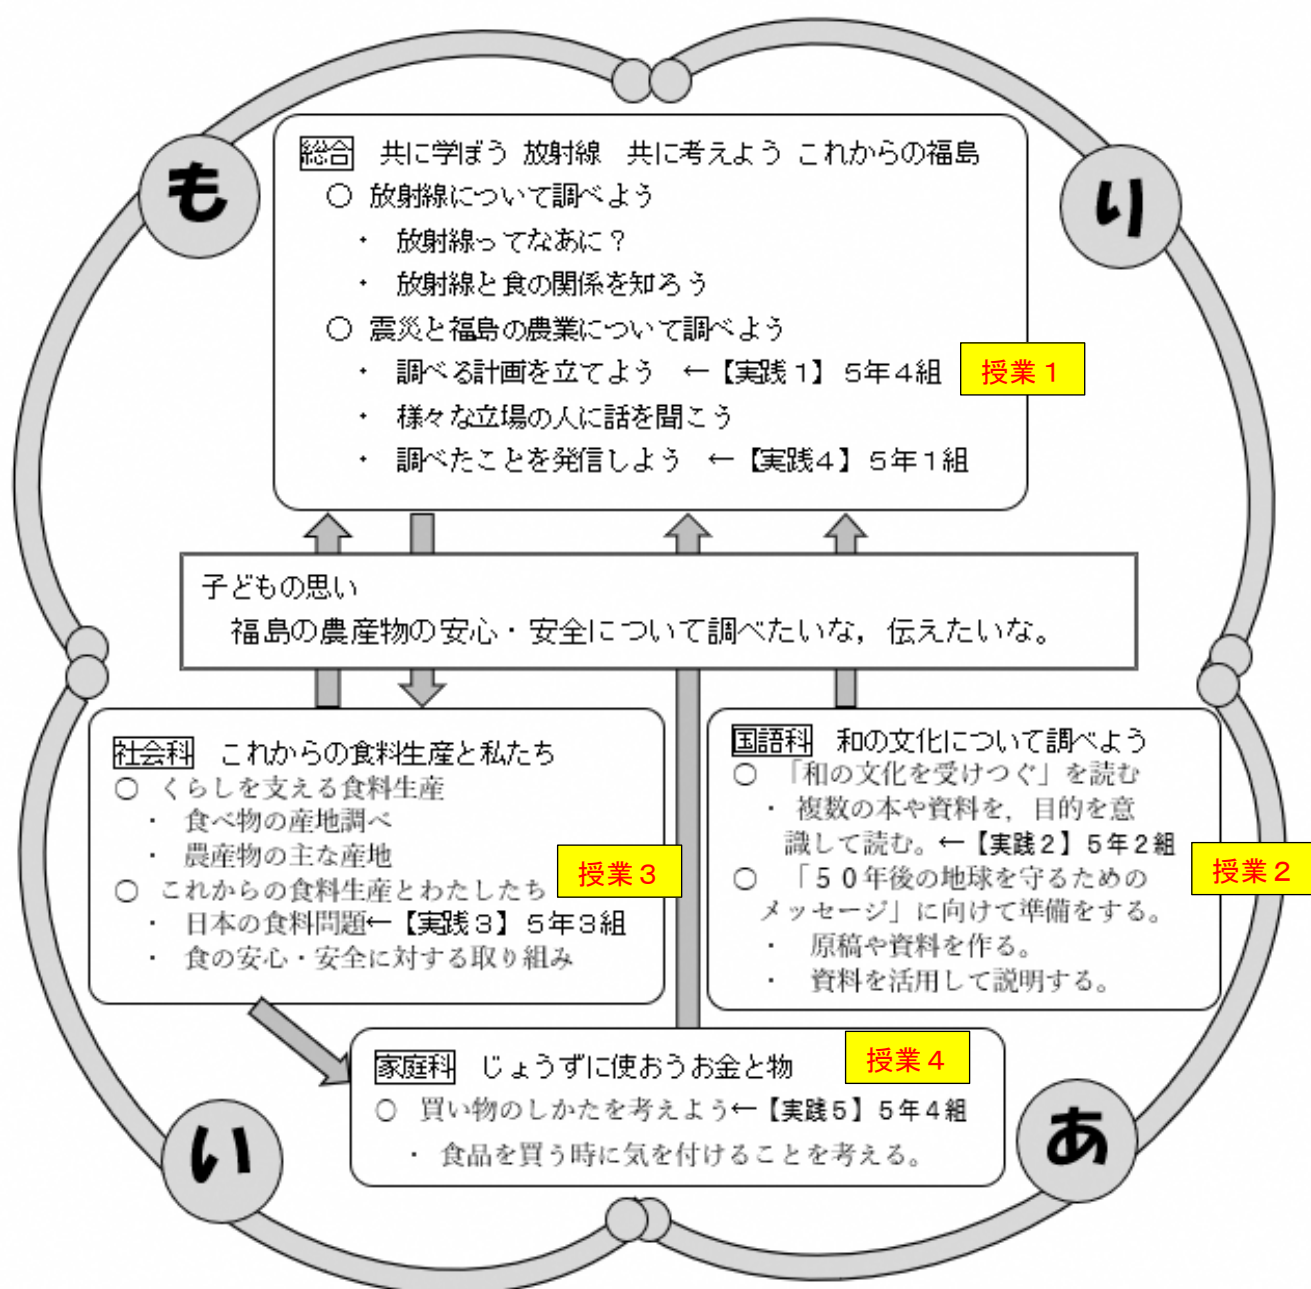 も
り
総合 共に学ぼう 放射線 共に考えよう これからの福島
○ 放射線について調べよう
・ 放射線ってなあに？
・ 放射線と食の関係を知ろう
○ 震災と福島の農業について調べよう
・ 調べる計画を立てよう ←【実践１】５年４組 授業１
・ 様々な立場の人に話を聞こう
・ 調べたことを発信しよう ←【実践４】５年１組
子どもの思い
福島の農産物の安心・安全について調べたいな，伝えたいな。
社会科 これからの食料生産と私たち
○ くらしを支える食料生産
・ 食べ物の産地調べ
・ 農産物の主な産地
授業３
○ これからの食料生産とわたしたち
・ 日本の食料問題←【実践３】５年３組
・ 食の安心・安全に対する取り組み
国語科 和の文化について調べよう
○ 「和の文化を受けつぐ」を読む
・ 複数の本や資料を，目的を意
識して読む。←【実践２】５年２組
授業２
○ 「５０年後の地球を守るための
メッセージ」に向けて準備をする。
・ 原稿や資料を作る。
・ 資料を活用して説明する。
家庭科 じょうずに使おうお金と物 授業４
○ 買い物のしかたを考えよう←【実践５】５年４組
・ 食品を買う時に気を付けることを考える。
い
あ